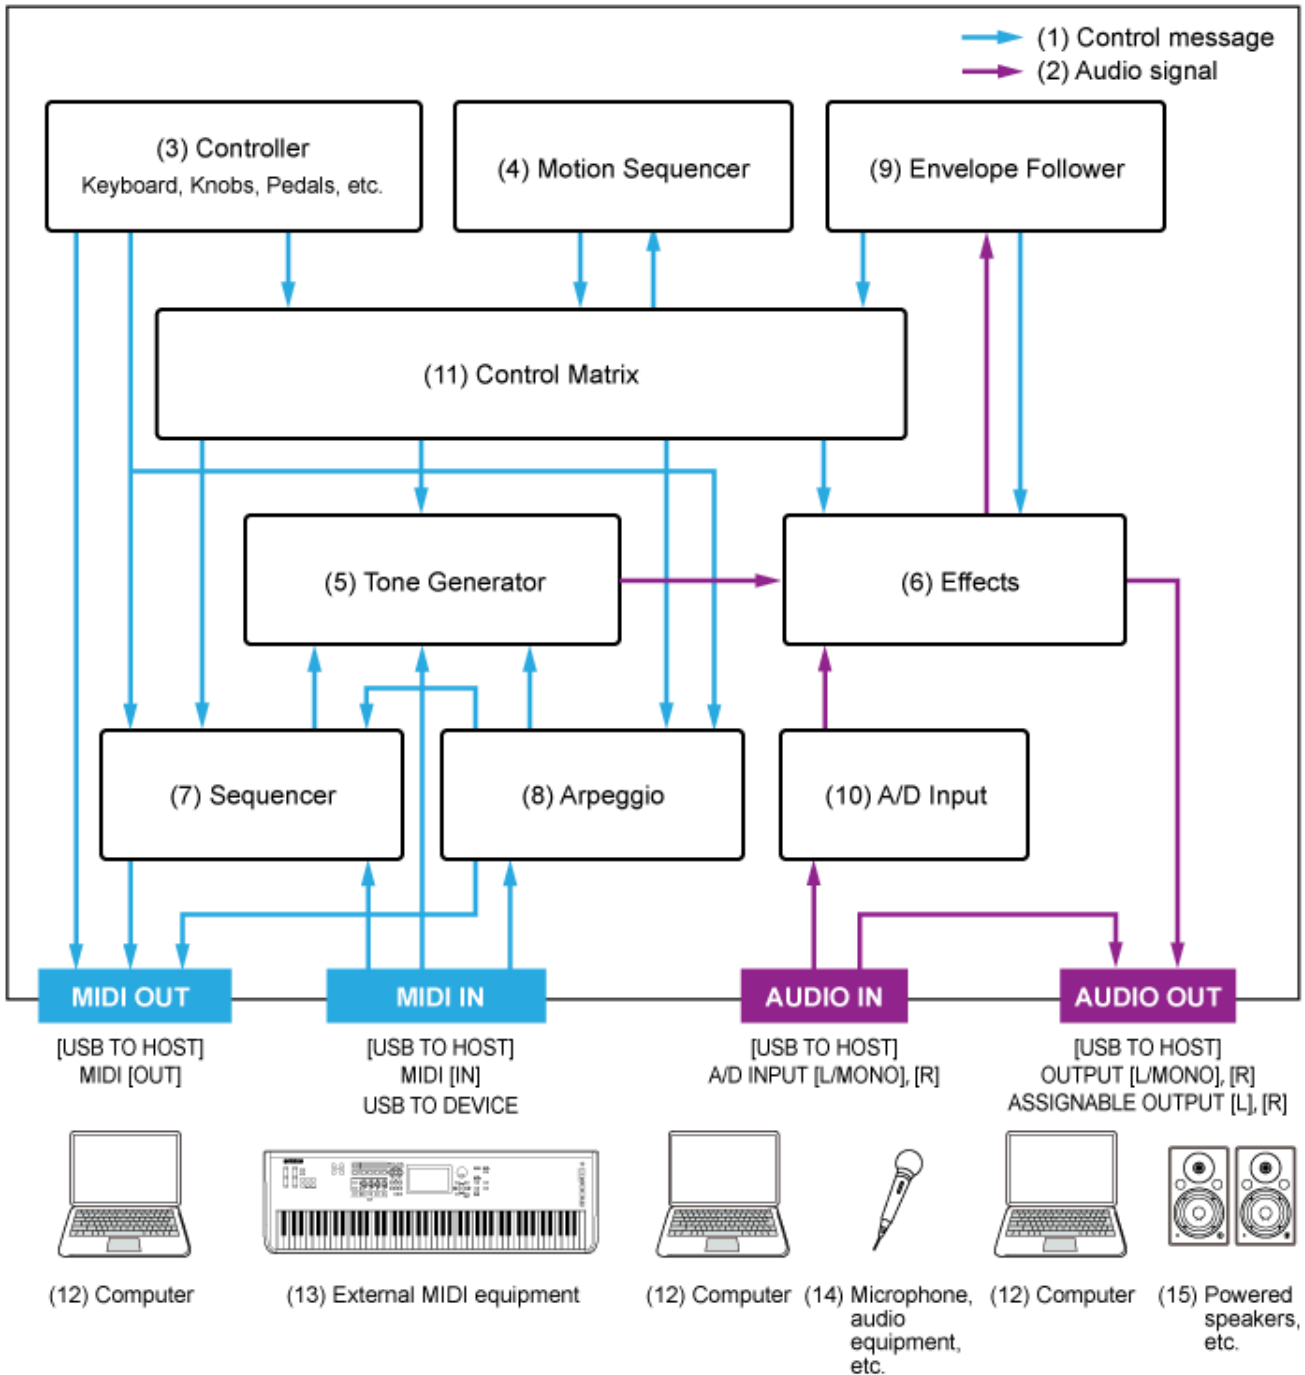 (1) Control message
(2) Audio signal
(3) Controller
Keyboard, Knobs, Pedals, etc.
(4) Motion Sequencer
(9) Envelope Follower
(11) Control Matrix
(5) Tone Generator
(6) Effects
(7) Sequencer
(8) Arpeggio
(10) A/D Input
MIDI OUT
MIDI IN
AUDIO IN
AUDIO OUT
[USB TO HOST]
MIDI [OUT]
[USB TO HOST]
MIDI [IN]
USB TO DEVICE
[USB TO HOST]
A/D INPUT [L/MONO], [R]
[USB TO HOST]
OUTPUT [L/MONO], [R]
ASSIGNABLE OUTPUT [L], [R]
(12) Computer
(13) External MIDI equipment
(12) Computer
(14) Microphone,
audio
equipment,
etc.
(12) Computer
(15) Powered
speakers,
etc.